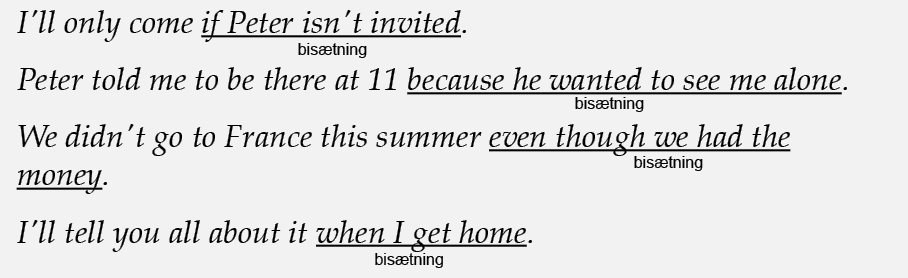 I'll only come if Peter isn't invited.
bisætning
Peter told me to be there at 11 because he wanted to see me alone.
bisætning
We didn't go to France this summer even though we had the
bisætning
money.
I'll tell you all about it when I get home.
bisætning